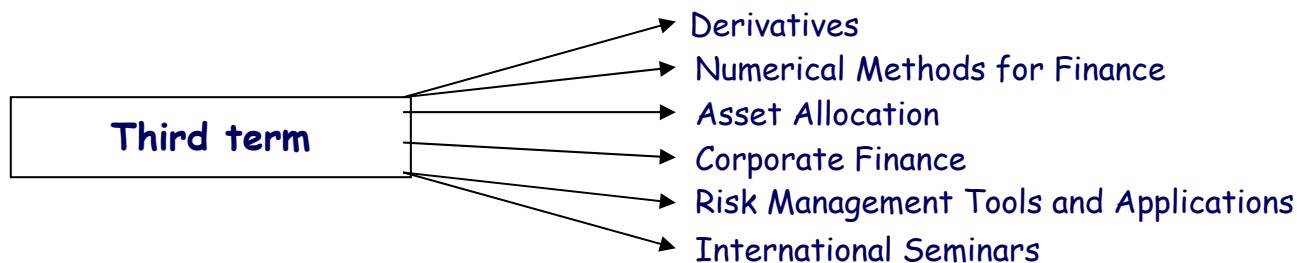 Third term
Derivatives
Numerical Methods for Finance
Asset Allocation
Corporate Finance
Risk Management Tools and Applications
International Seminars